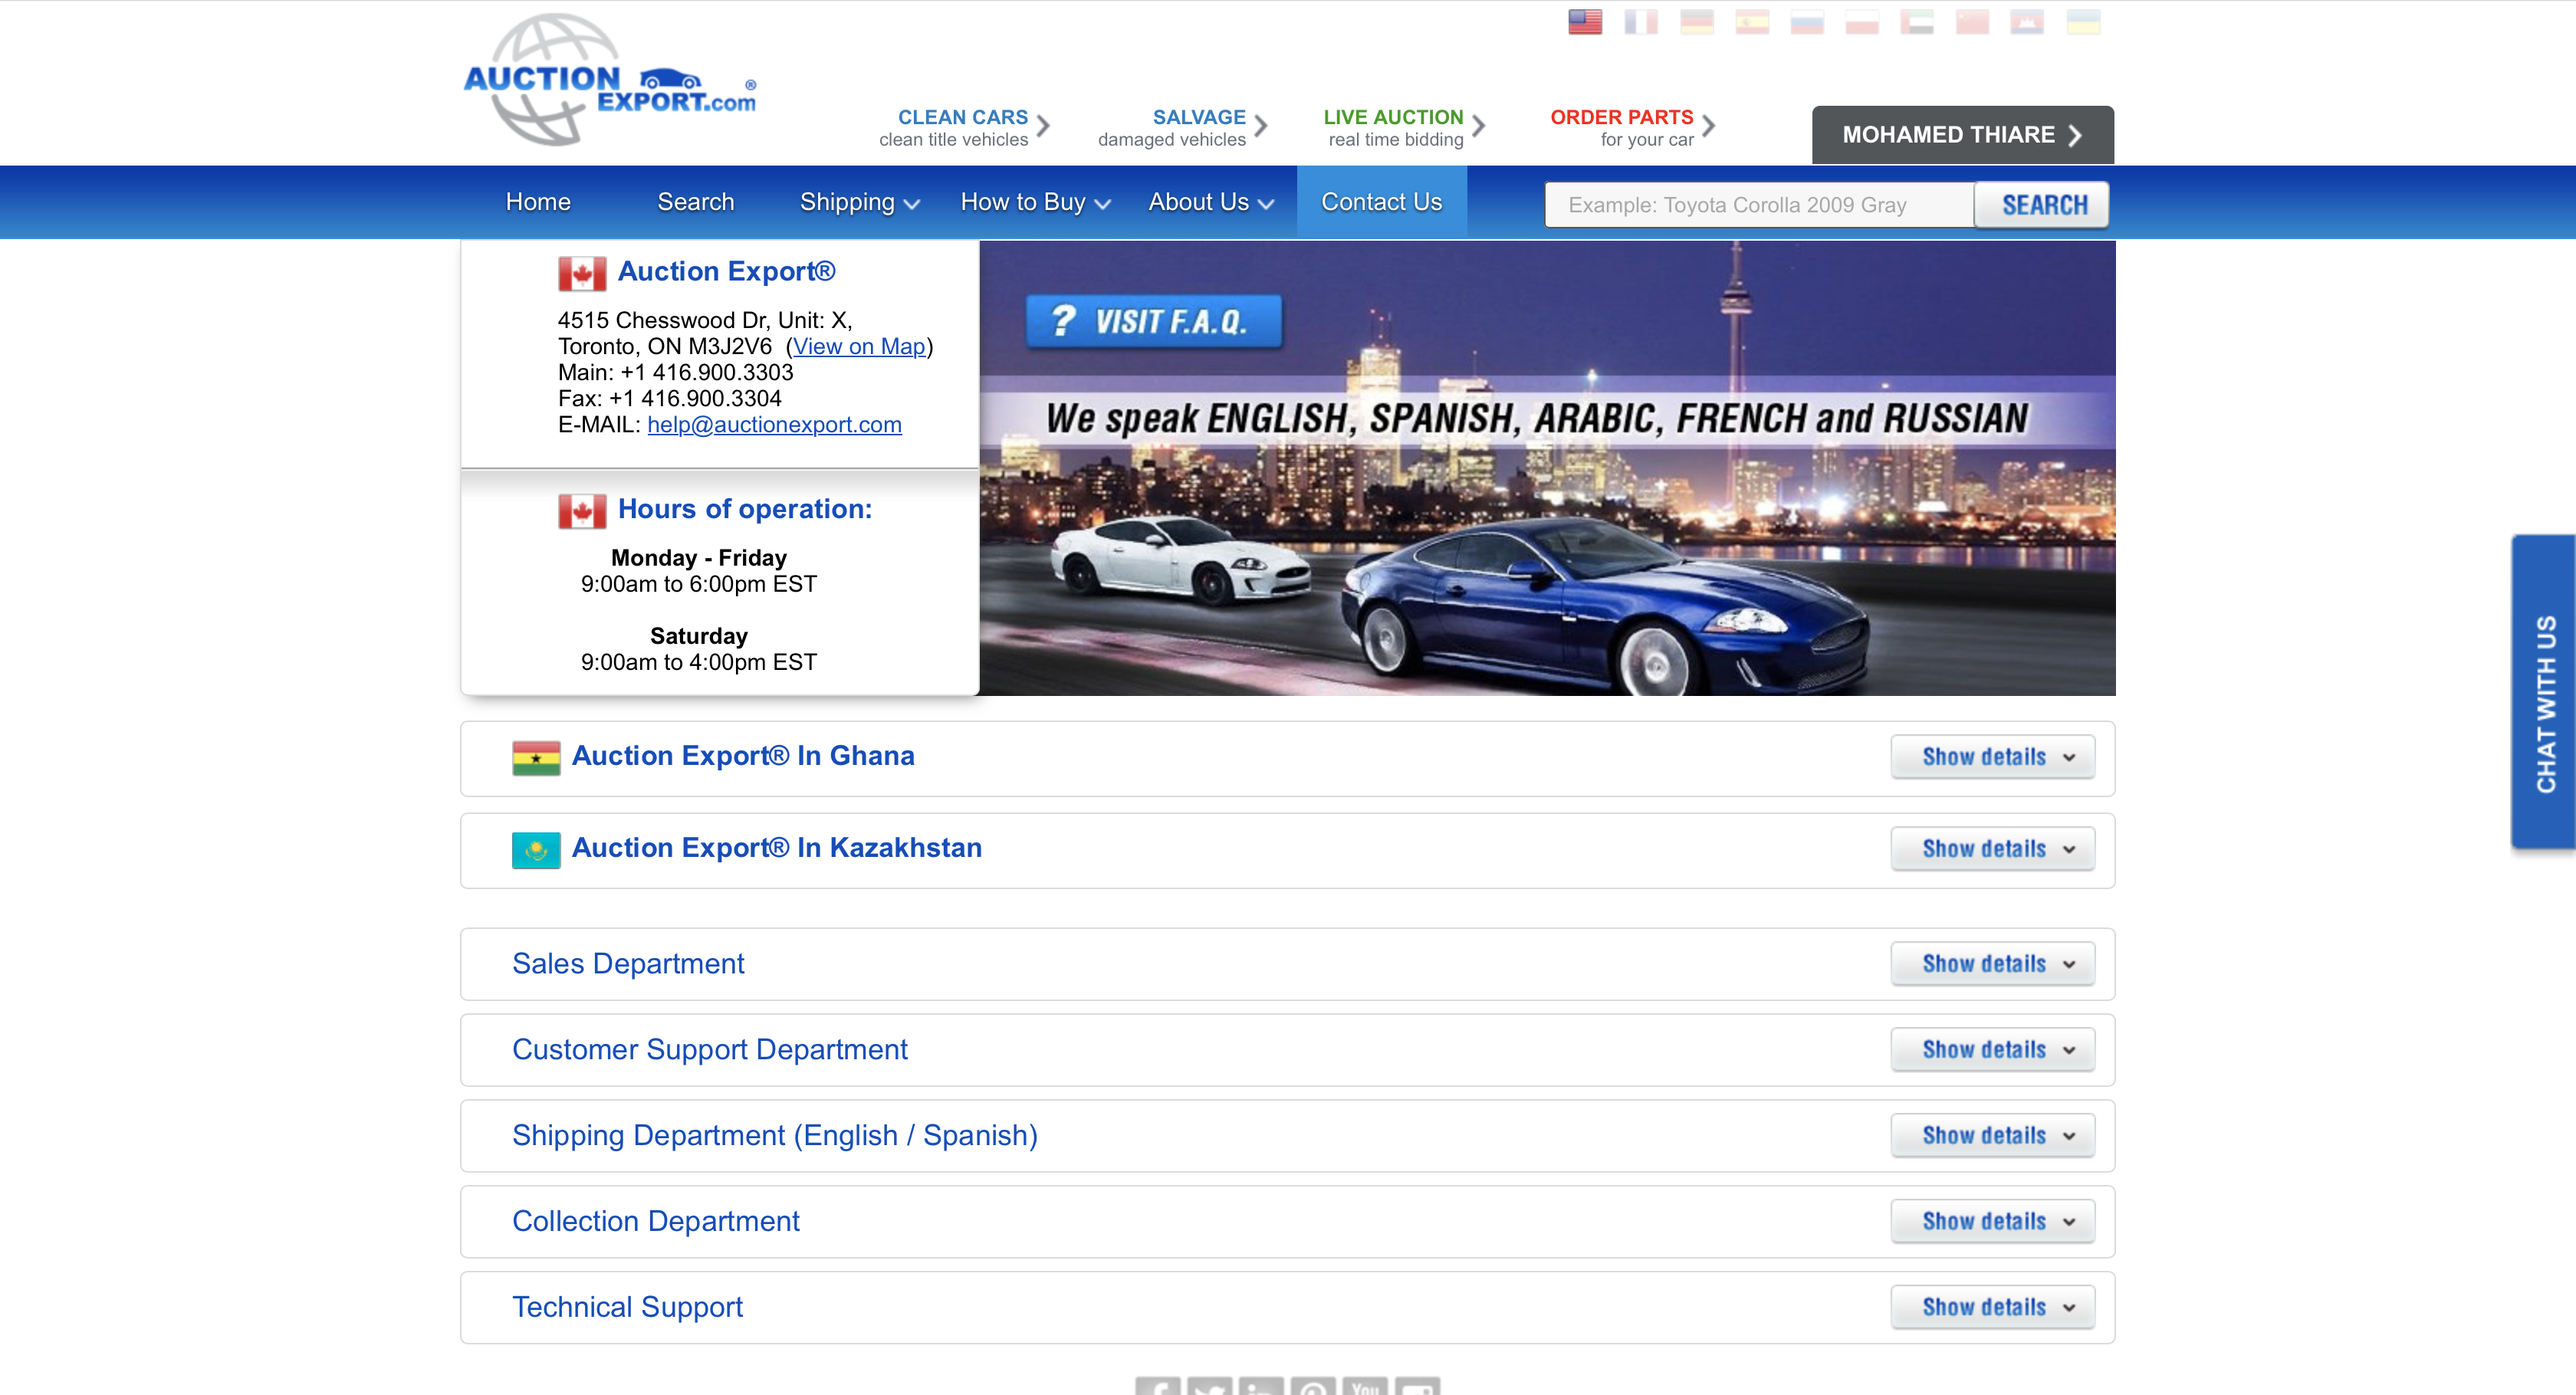 AUCTION
EXPORT.com®
CLEAN CARS
clean title vehicles
SALVAGE
damaged vehicles
LIVE AUCTION
real time bidding
ORDER PARTS
for your car
MOHAMED THIARE
Home
Search
Shipping
How to Buy
About Us
Contact Us
Example: Toyota Corolla 2009 Gray
SEARCH
Auction Export®
4515 Chesswood Dr, Unit: X,
Toronto, ON M3J2V6 (View on Map)
Main: +1 416.900.3303
Fax: +1 416.900.3304
E-MAIL: help@auctionexport.com
Hours of operation:
Monday - Friday
9:00am to 6:00pm EST
Saturday
9:00am to 4:00pm EST
? VISIT F.A.Q.
We speak ENGLISH, SPANISH, ARABIC, FRENCH and RUSSIAN
CHAT WITH US
Auction Export® In Ghana
Show details
Auction Export® In Kazakhstan
Show details
Sales Department
Show details
Customer Support Department
Show details
Shipping Department (English / Spanish)
Show details
Collection Department
Show details
Technical Support
Show details
You